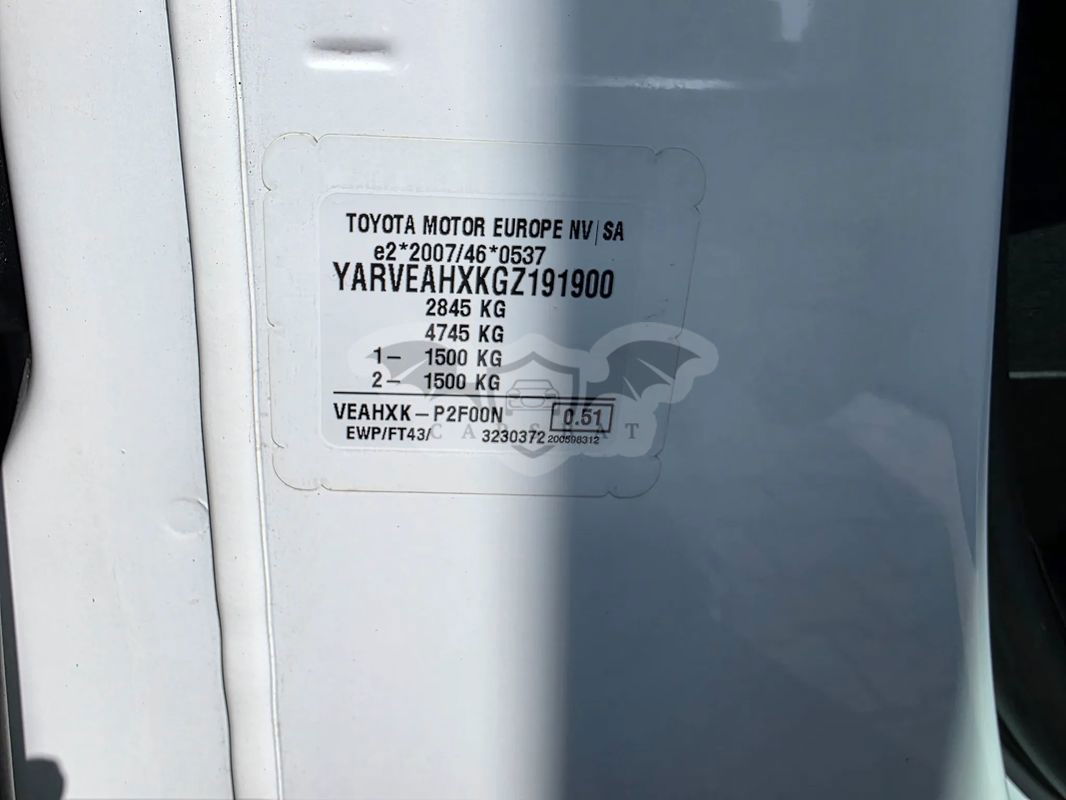 TOYOTA MOTOR EUROPE NV|SA
e2*2007/46*0537
YARVEAHXKGZ191900
2845 KG
4745 KG
1- 1500 KG
2- 1500 KG
VEAHXK-P2F00N 0.51
EWP/FT43/ 3230372 200598312
CARSBAT